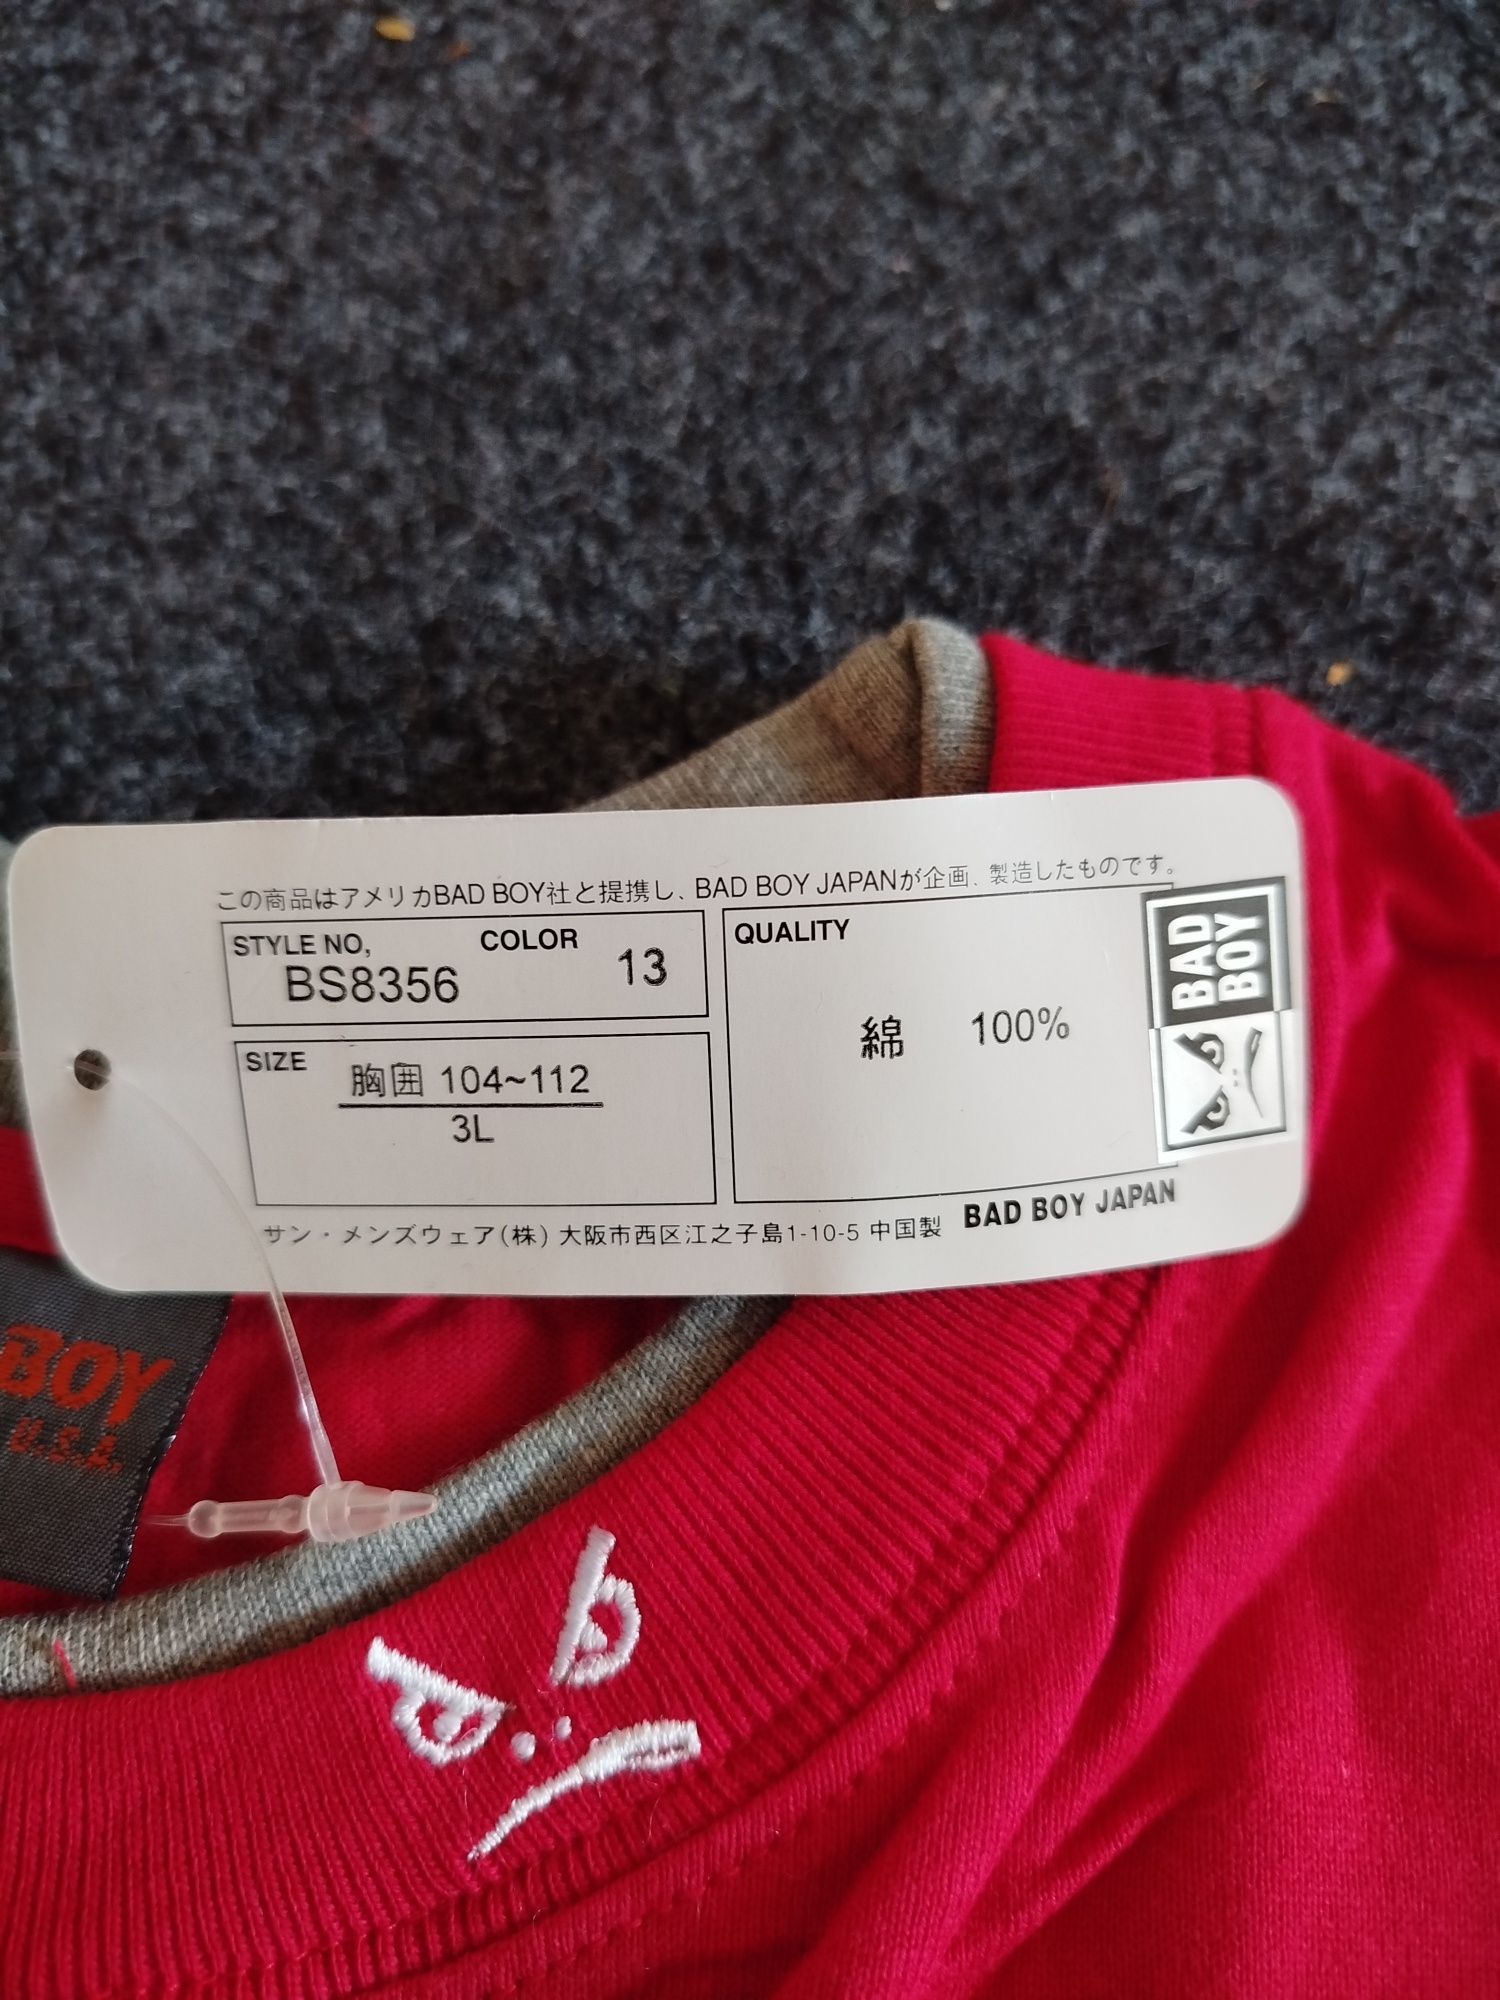 この商品はアメリカBAD BOY社と提携し、BAD BOY JAPANが企画、製造したものです。
STYLE NO, COLOR
BS8356 13
SIZE
胸囲 104~112
3L
QUALITY
綿 100%
BAD
BOY
サン・メンズウェア(株) 大阪市西区江之子島1-10-5 中国製
BAD BOY JAPAN
BOY
U.S.A.